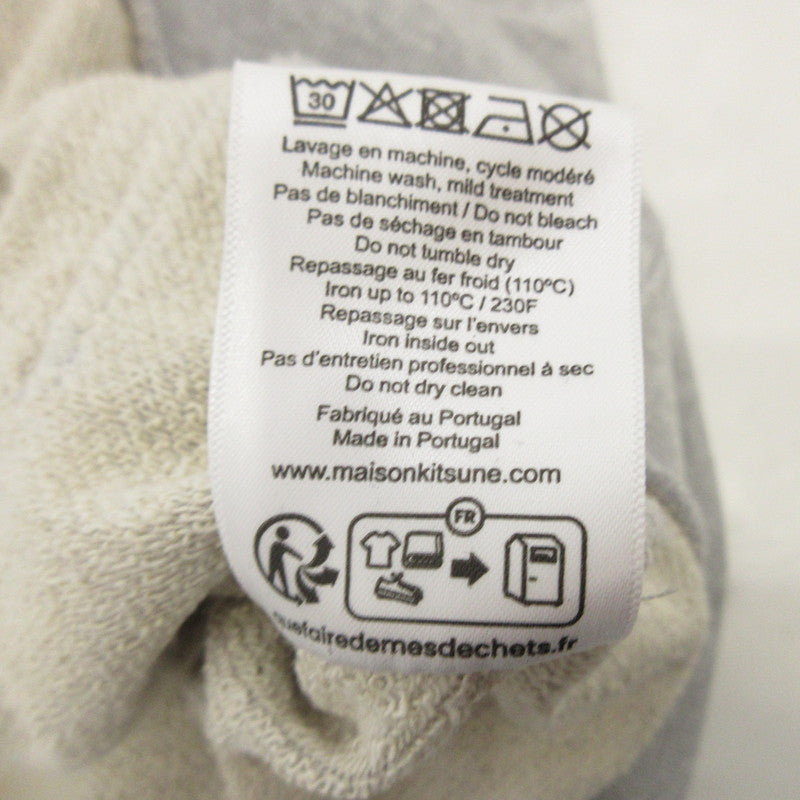 30
Lavage en machine, cycle modéré
Machine wash, mild treatment
Pas de blanchiment / Do not bleach
Pas de séchage en tambour
Do not tumble dry
Repassage au fer froid (110ºC)
Iron up to 110ºC / 230F
Repassage sur l'envers
Iron inside out
Pas d'entretien professionnel à sec
Do not dry clean
Fabriqué au Portugal
Made in Portugal
www.maisonkitsune.com
FR
quefairedemesdechets.fr